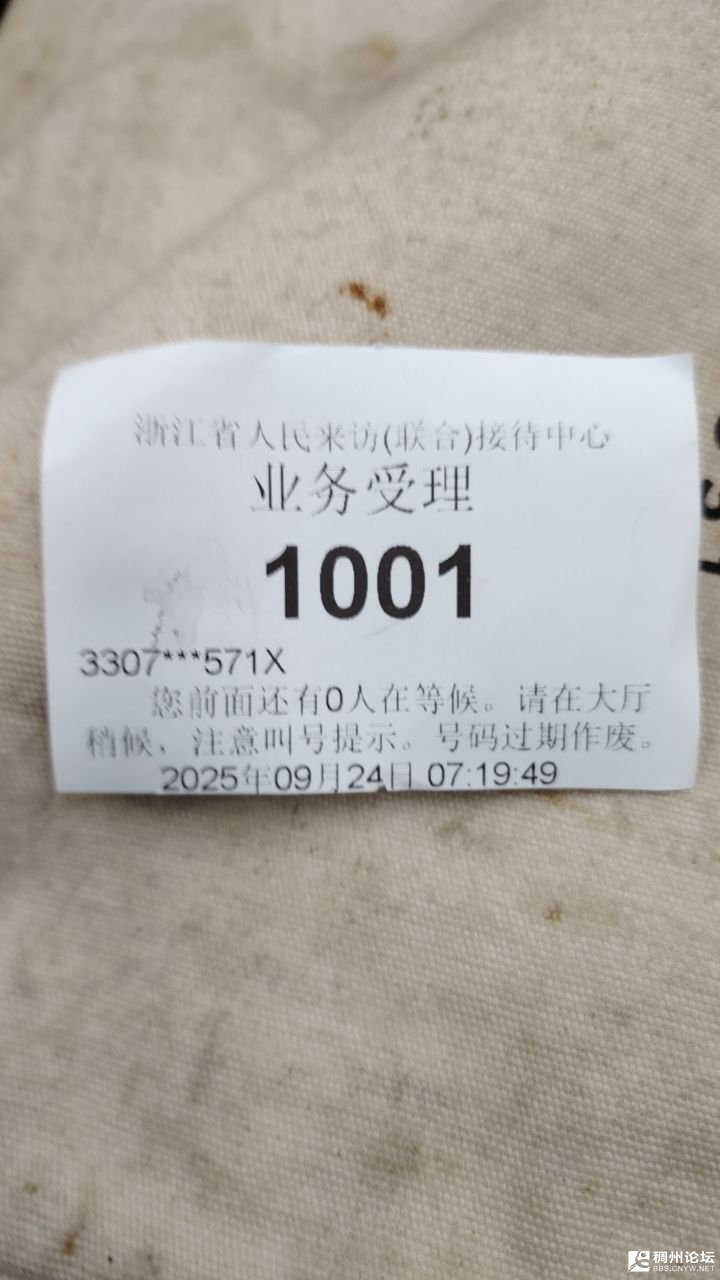 浙江省人民来访(联合)接待中心
业务受理
1001
3307***571X
您前面还有0人在等候。请在大厅
稍候，注意叫号提示。号码过期作废。
2025年09月24日 07:19:49
稠州论坛
BBS.CNYW.NET